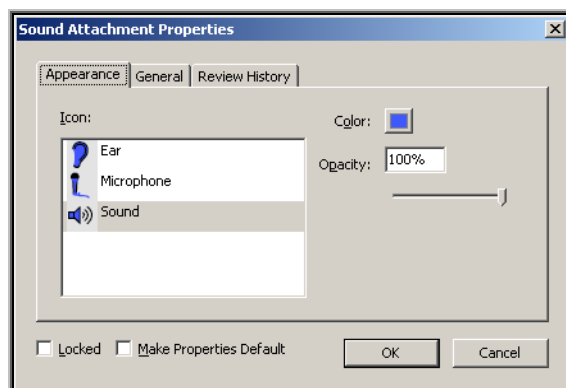 Sound Attachment Properties
Appearance General Review History
Icon:
Color:
Ear
Opacity: 100%
Microphone
Sound
Locked Make Properties Default OK Cancel